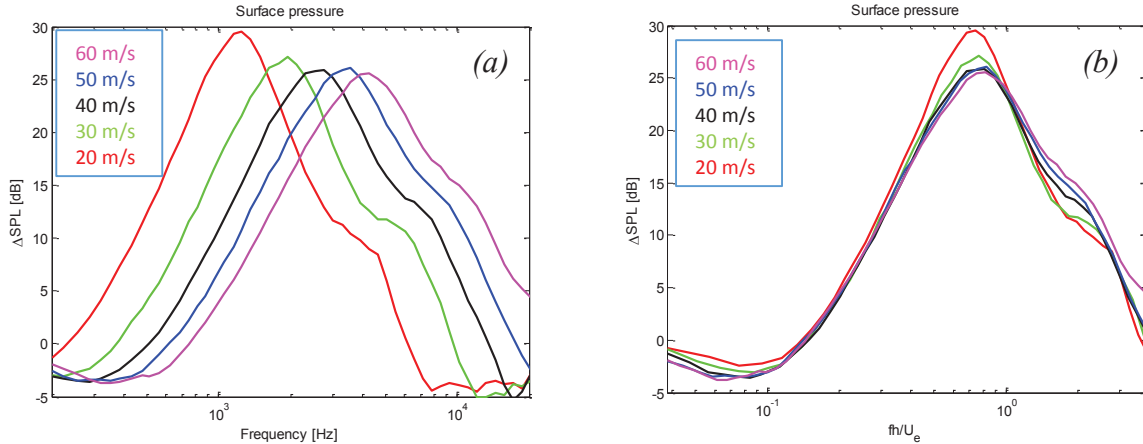 Surface pressure
(a)
60 m/s
50 m/s
40 m/s
30 m/s
20 m/s
30
25
20
15
10
5
0
-5
ΔSPL [dB]
10³
10⁴
Frequency [Hz]
Surface pressure
(b)
60 m/s
50 m/s
40 m/s
30 m/s
20 m/s
30
25
20
15
10
5
0
-5
ΔSPL [dB]
10⁻¹
10⁰
fh/Uₑ